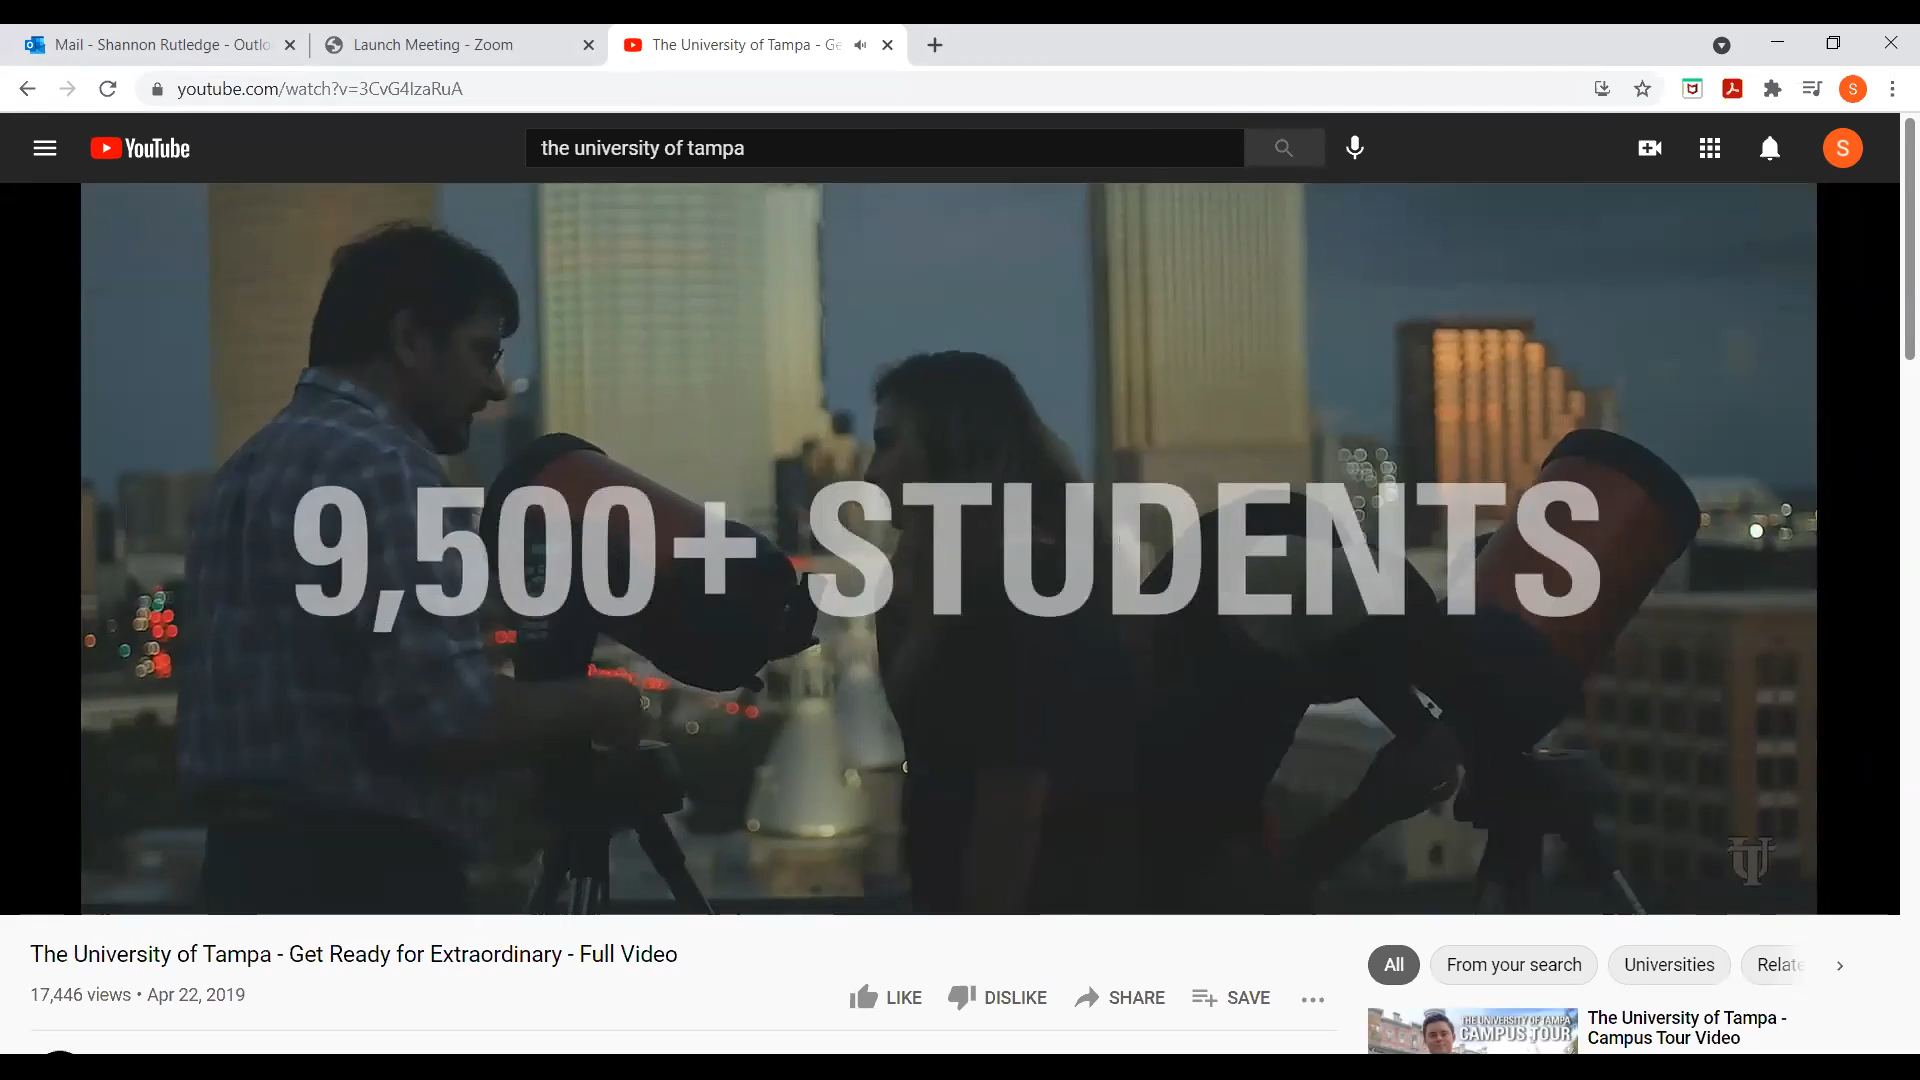 Mail - Shannon Rutledge - Outlo
Launch Meeting - Zoom
The University of Tampa - Ge
youtube.com/watch?v=3CvG4lzaRuA
S
YouTube
the university of tampa
S
9,500+ STUDENTS
UT
The University of Tampa - Get Ready for Extraordinary - Full Video
17,446 views • Apr 22, 2019
LIKE
DISLIKE
SHARE
SAVE
All
From your search
Universities
Relate
THE UNIVERSITY OF TAMPA
CAMPUS TOUR
The University of Tampa -
Campus Tour Video